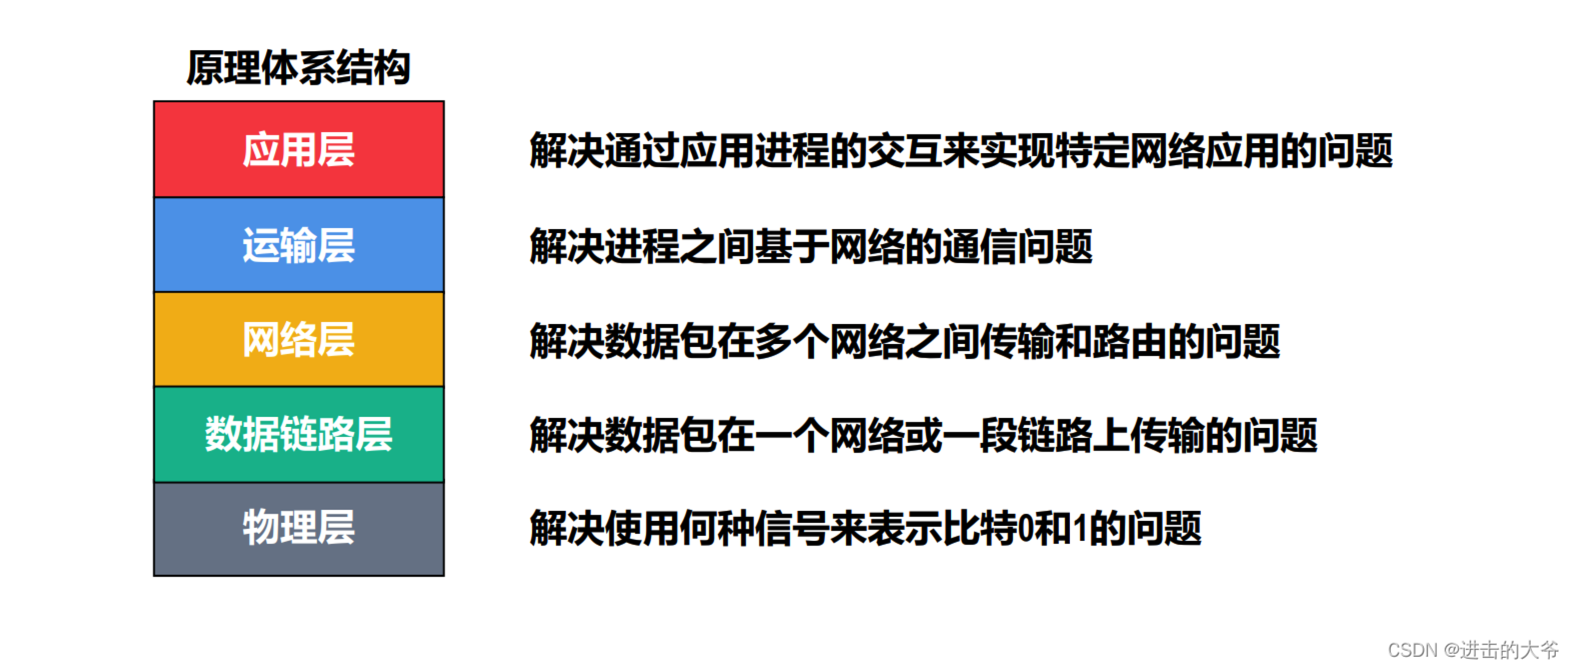 原理体系结构
应用层
解决通过应用进程的交互来实现特定网络应用的问题
运输层
解决进程之间基于网络的通信问题
网络层
解决数据包在多个网络之间传输和路由的问题
数据链路层
解决数据包在一个网络或一段链路上传输的问题
物理层
解决使用何种信号来表示比特0和1的问题
CSDN @进击的大爷